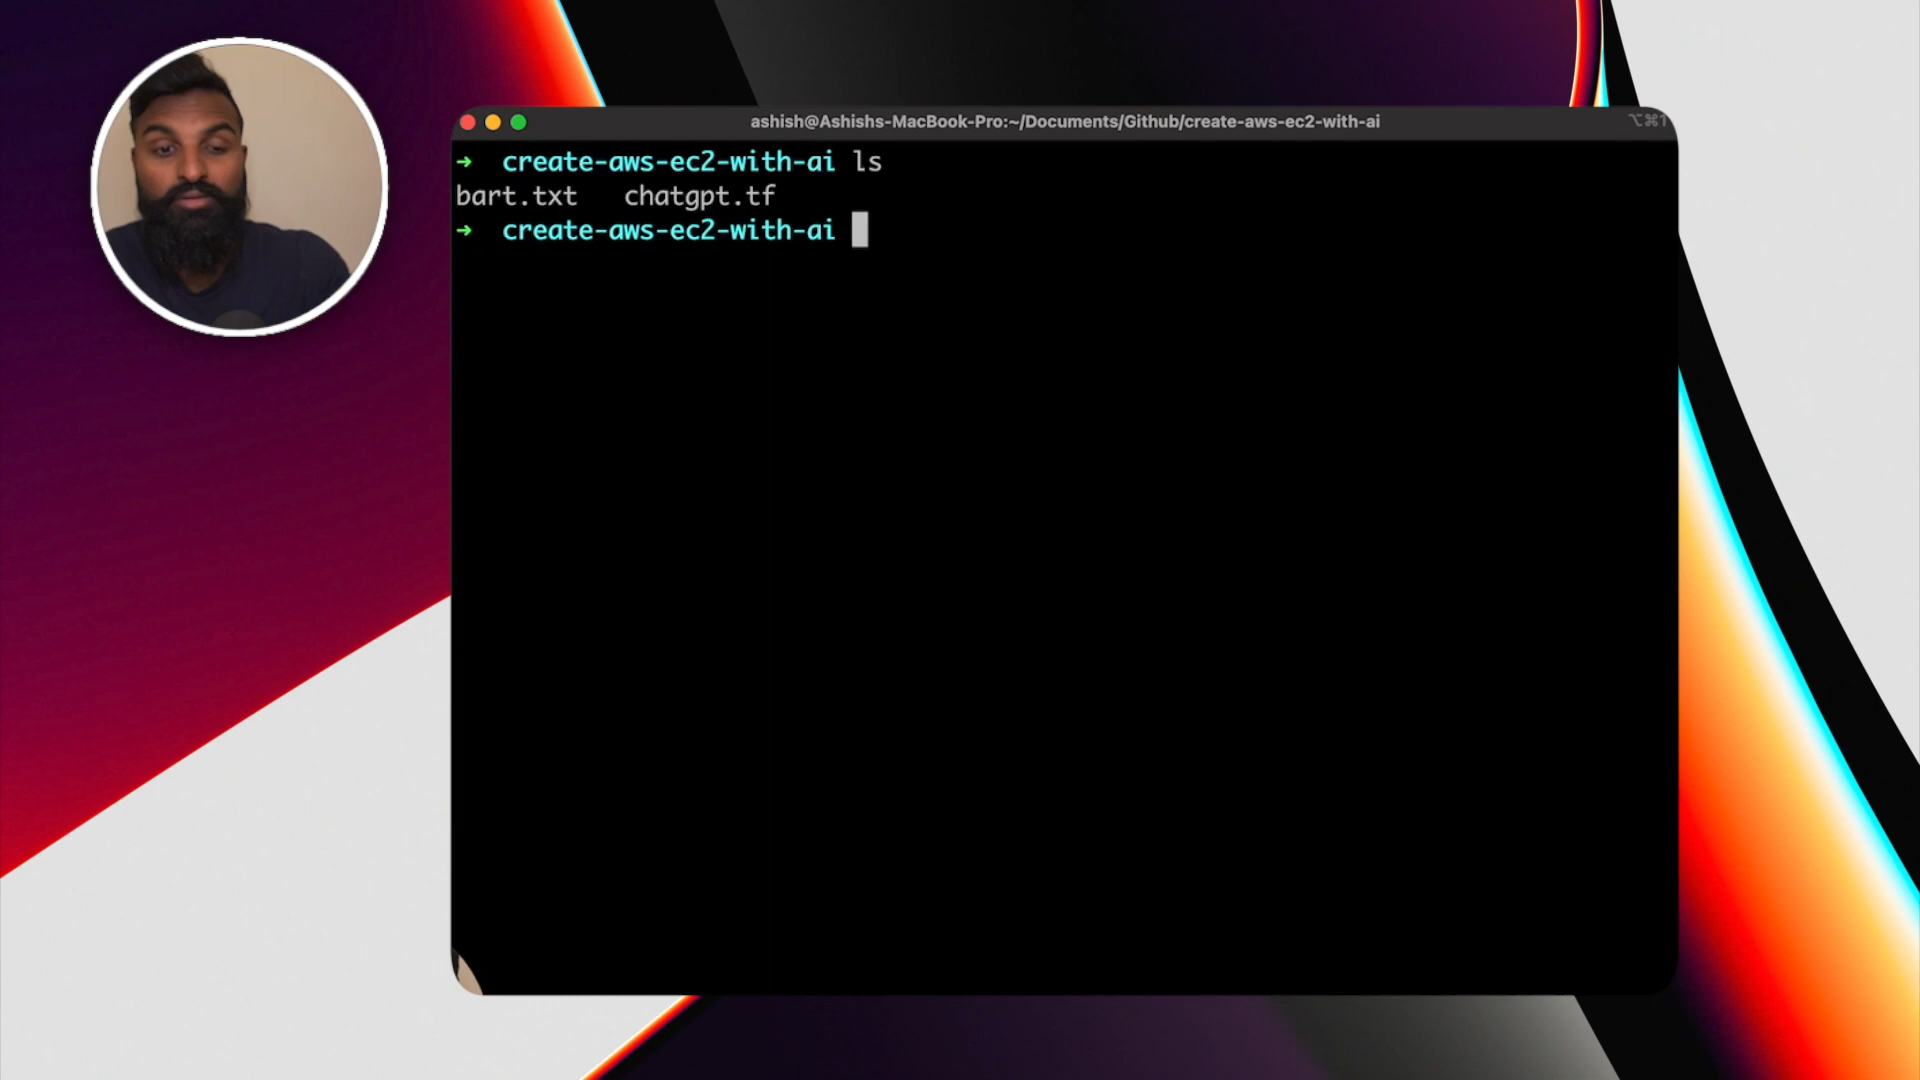 ashish@Ashishs-MacBook-Pro:~/Documents/Github/create-aws-ec2-with-ai ⌥⌘1
➜ create-aws-ec2-with-ai ls
bart.txt chatgpt.tf
➜ create-aws-ec2-with-ai